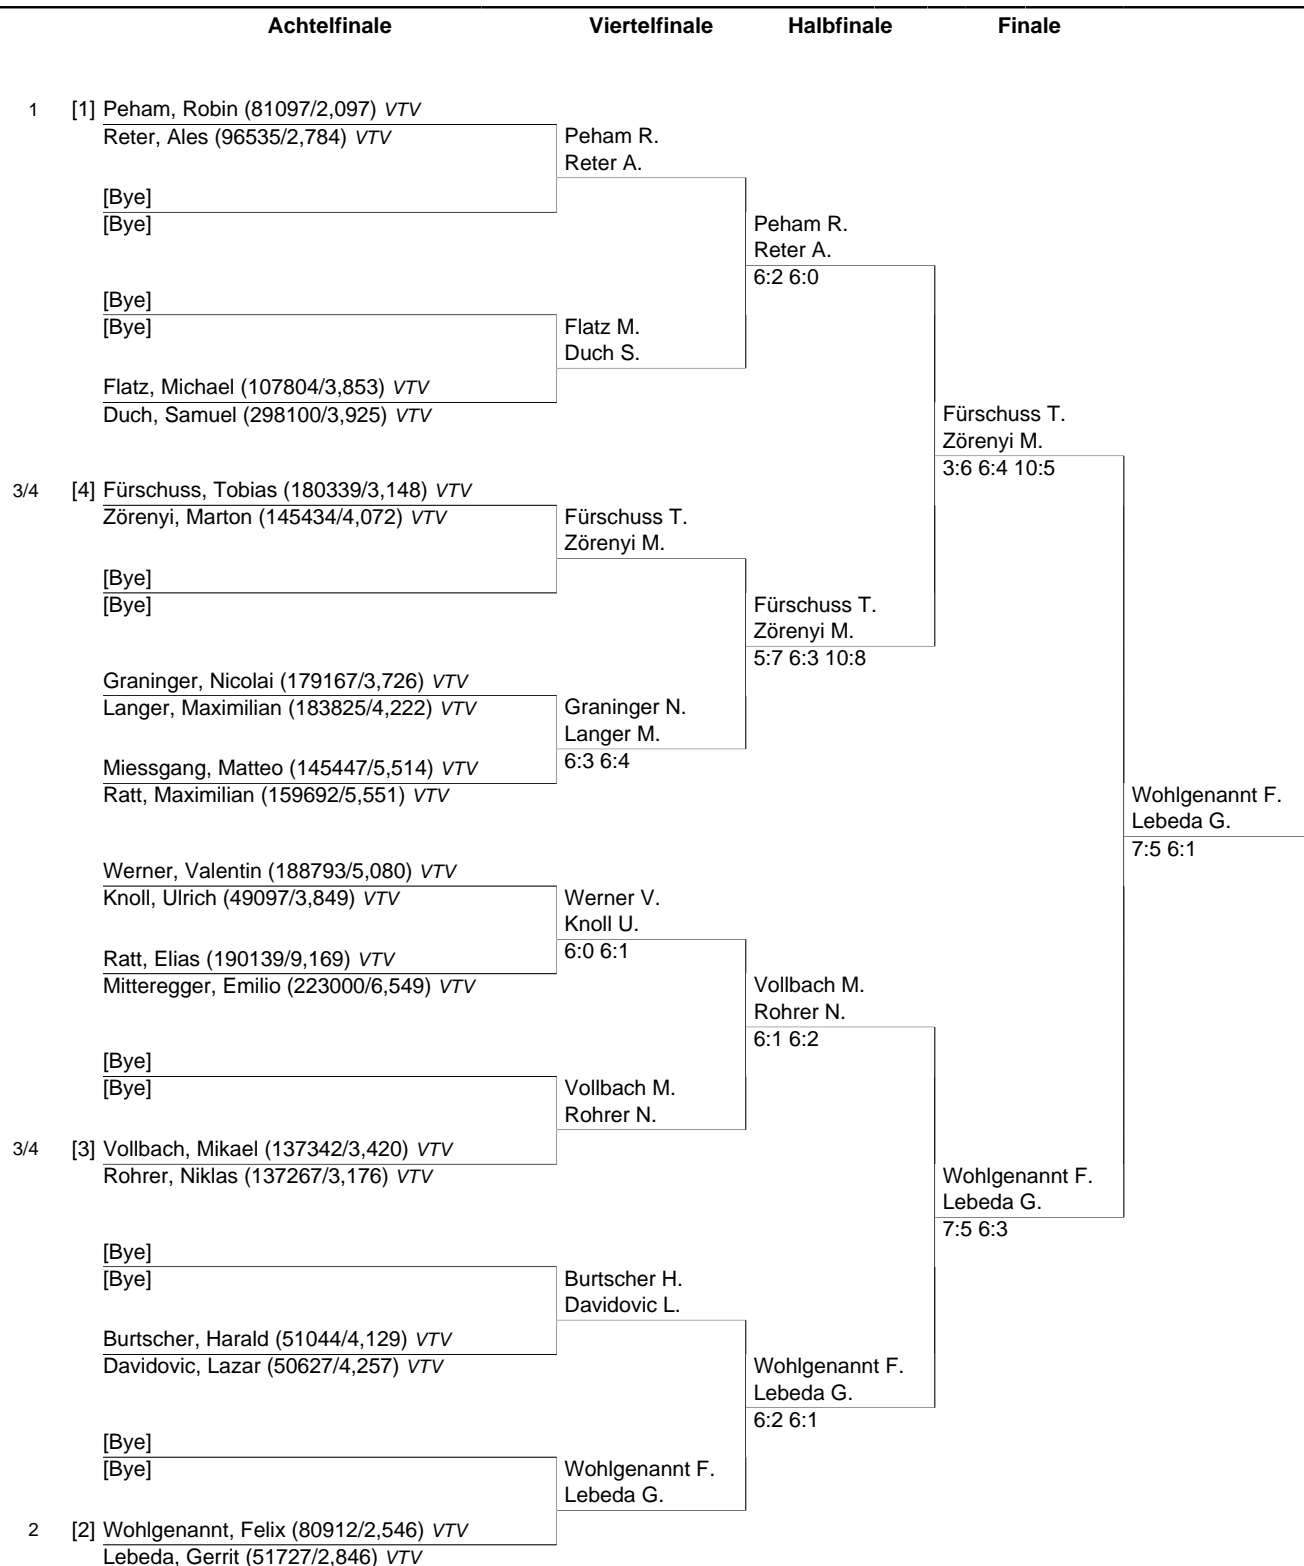 Achtelfinale Viertelfinale Halbfinale Finale
1 [1] Peham, Robin (81097/2,097) VTV
Reter, Ales (96535/2,784) VTV Peham R.
Reter A.
[Bye]
[Bye] Peham R.
Reter A.
6:2 6:0
[Bye]
[Bye] Flatz M.
Duch S.
Flatz, Michael (107804/3,853) VTV
Duch, Samuel (298100/3,925) VTV Fürschuss T.
Zörenyi M.
3:6 6:4 10:5
3/4 [4] Fürschuss, Tobias (180339/3,148) VTV
Zörenyi, Marton (145434/4,072) VTV Fürschuss T.
Zörenyi M.
[Bye]
[Bye] Fürschuss T.
Zörenyi M.
5:7 6:3 10:8
Graninger, Nicolai (179167/3,726) VTV
Langer, Maximilian (183825/4,222) VTV Graninger N.
Langer M.
6:3 6:4
Miessgang, Matteo (145447/5,514) VTV
Ratt, Maximilian (159692/5,551) VTV Wohlgenannt F.
Lebeda G.
7:5 6:1
Werner, Valentin (188793/5,080) VTV
Knoll, Ulrich (49097/3,849) VTV Werner V.
Knoll U.
6:0 6:1
Ratt, Elias (190139/9,169) VTV
Mitteregger, Emilio (223000/6,549) VTV Vollbach M.
Rohrer N.
6:1 6:2
[Bye]
[Bye] Vollbach M.
Rohrer N.
3/4 [3] Vollbach, Mikael (137342/3,420) VTV
Rohrer, Niklas (137267/3,176) VTV Wohlgenannt F.
Lebeda G.
7:5 6:3
[Bye]
[Bye] Burtscher H.
Davidovic L.
Burtscher, Harald (51044/4,129) VTV
Davidovic, Lazar (50627/4,257) VTV Wohlgenannt F.
Lebeda G.
6:2 6:1
[Bye]
[Bye] Wohlgenannt F.
Lebeda G.
2 [2] Wohlgenannt, Felix (80912/2,546) VTV
Lebeda, Gerrit (51727/2,846) VTV